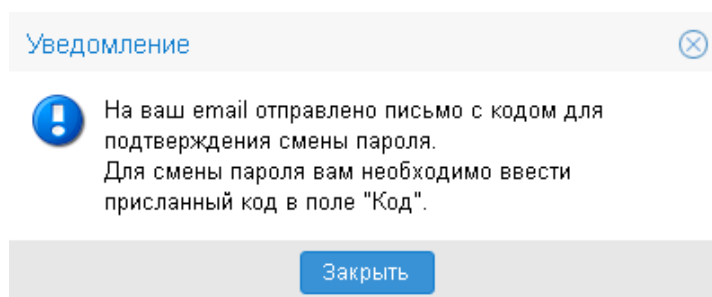 Уведомление
На ваш email отправлено письмо с кодом для
подтверждения смены пароля.
Для смены пароля вам необходимо ввести
присланный код в поле "Код".
Закрыть